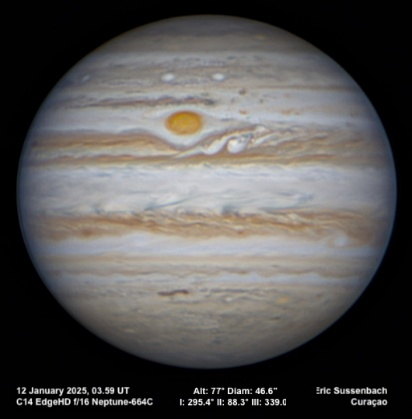 12 January 2025, 03.59 UT
C14 EdgeHD f/16 Neptune-664C
Alt: 77° Diam: 46.6"
I: 295.4° II: 88.3° III: 339.0
Eric Sussenbach
Curaçao